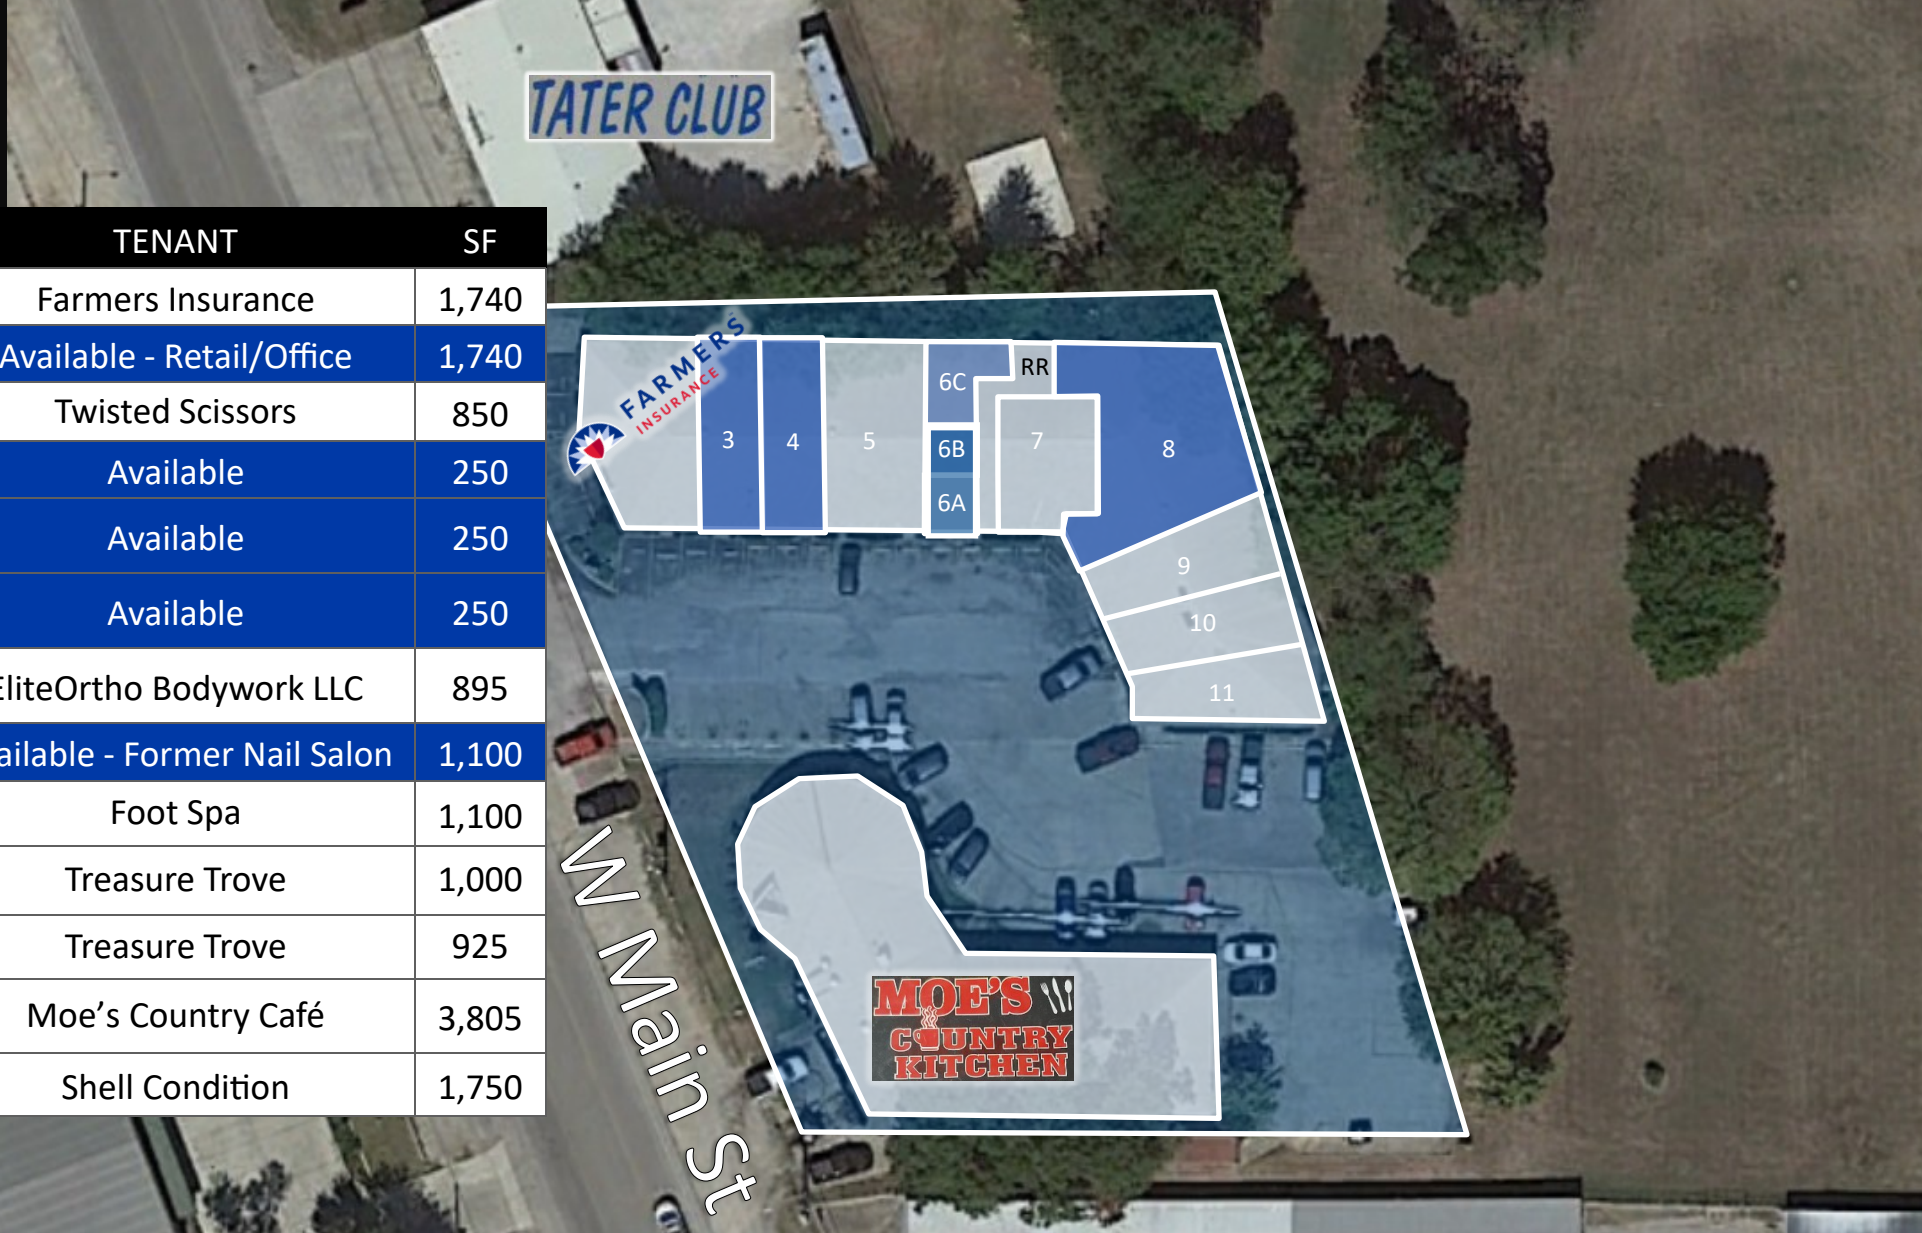 TATER CLUB
TENANT SF
Farmers Insurance 1,740
Available - Retail/Office 1,740
Twisted Scissors 850
Available 250
Available 250
Available 250
EliteOrtho Bodywork LLC 895
ailable - Former Nail Salon 1,100
Foot Spa 1,100
Treasure Trove 1,000
Treasure Trove 925
Moe's Country Café 3,805
Shell Condition 1,750
FARMERS
INSURANCE
3
4
5
6C
6B
6A
RR
7
8
9
10
11
W Main St
MOE'S
COUNTRY
KITCHEN